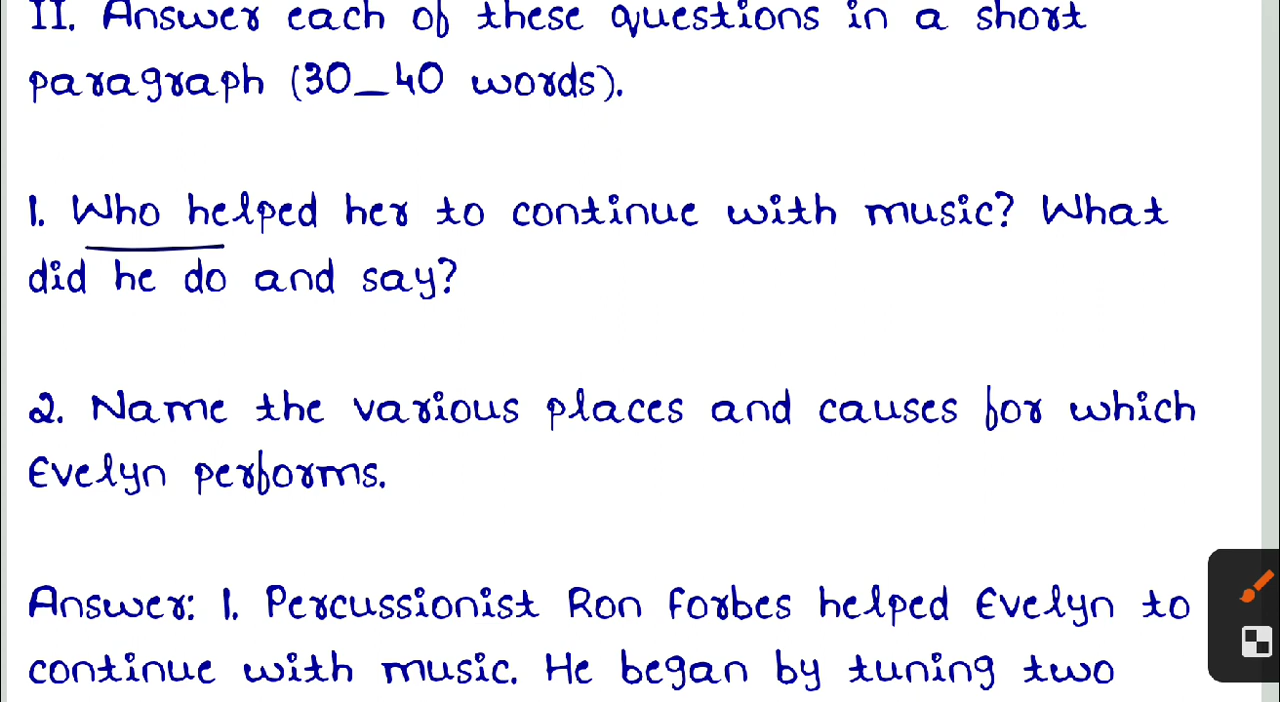 II. Answer each of these questions in a short
paragraph (30_40 words).
1. Who helped her to continue with music? What
did he do and say?
2. Name the various places and causes for which
Evelyn performs.
Answer: 1. Percussionist Ron Forbes helped Evelyn to
continue with music. He began by tuning two